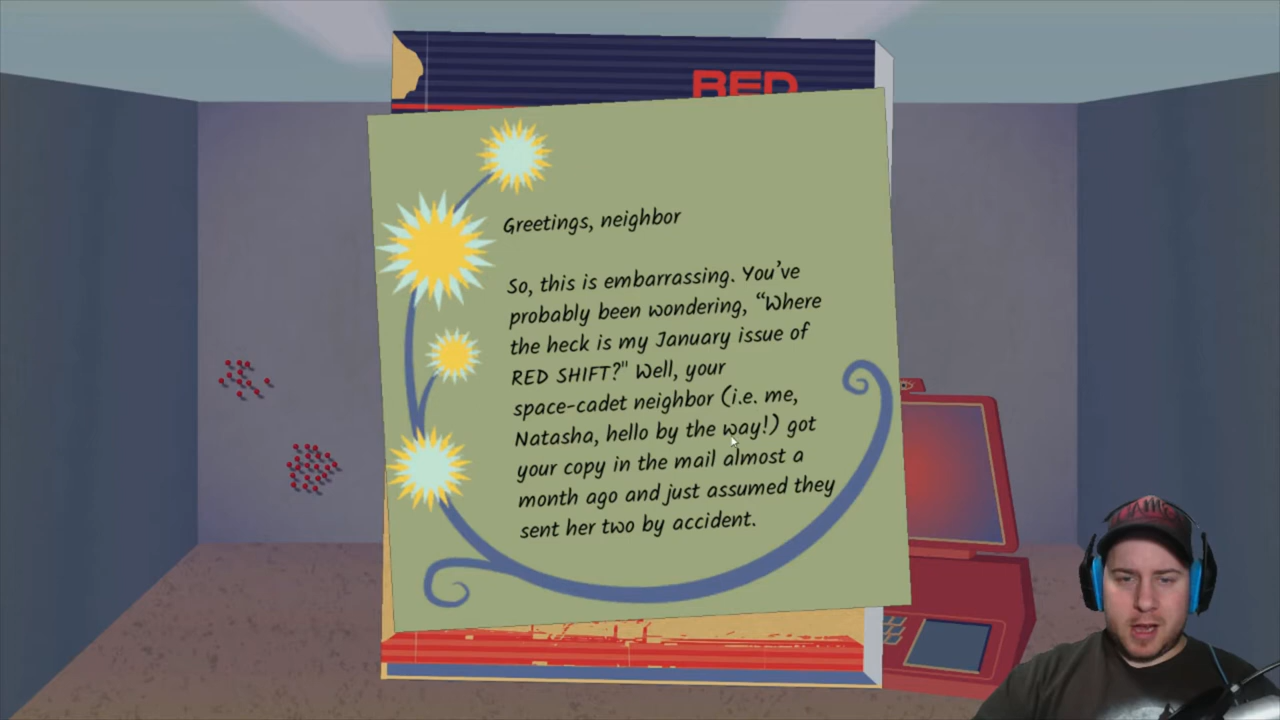 RED
Greetings, neighbor
So, this is embarrassing. You've
probably been wondering, “Where
the heck is my January issue of
RED SHIFT?" Well, your
space-cadet neighbor (i.e. me,
Natasha, hello by the way!) got
your copy in the mail almost a
month ago and just assumed they
sent her two by accident.